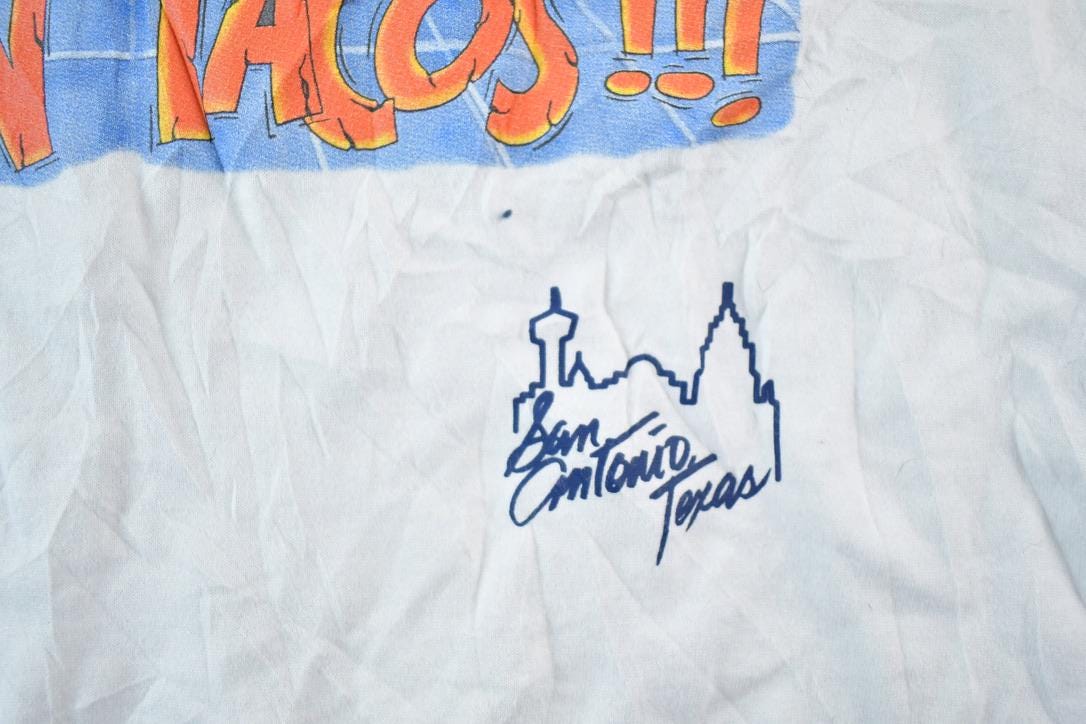 N TACOS!!!
San
Antonio,
Texas